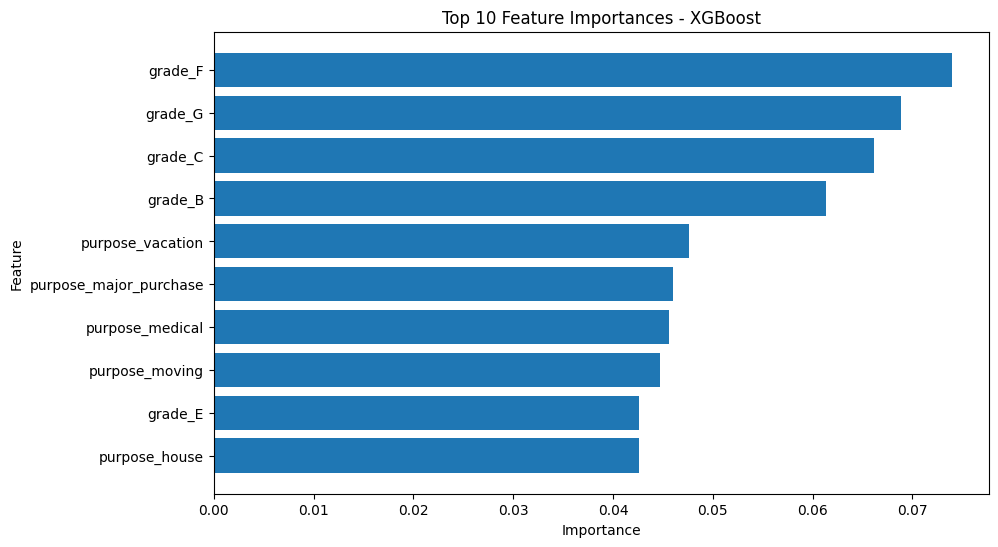 Top 10 Feature Importances - XGBoost
Feature
grade_F
grade_G
grade_C
grade_B
purpose_vacation
purpose_major_purchase
purpose_medical
purpose_moving
grade_E
purpose_house
0.00 0.01 0.02 0.03 0.04 0.05 0.06 0.07
Importance